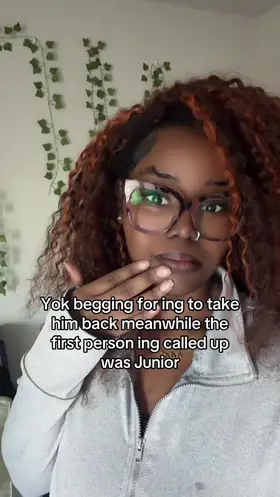 Yok begging for ing to take
him back meanwhile the
first person ing called up
was Junior